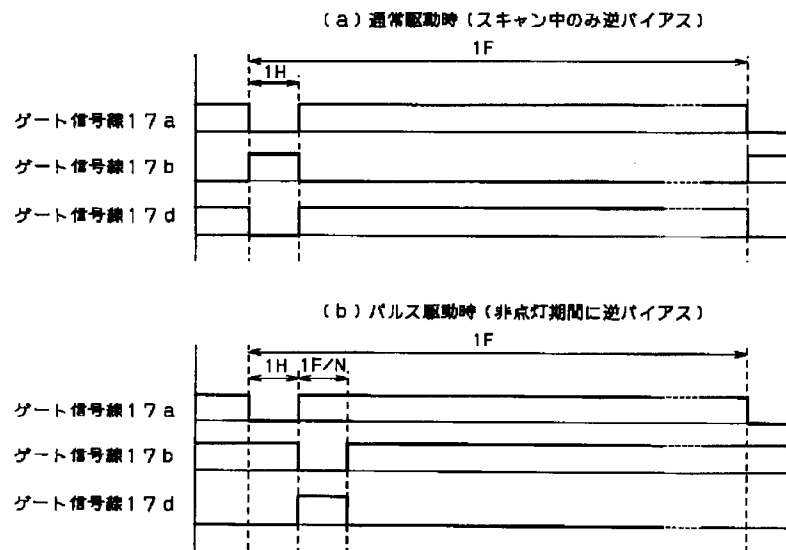 (a) 通常駆動時(スキャン中のみ逆バイアス)
1F
1H
ゲート信号線17a
ゲート信号線17b
ゲート信号線17d
(b) パルス駆動時(非点灯期間に逆バイアス)
1F
1H 1F/N
ゲート信号線17a
ゲート信号線17b
ゲート信号線17d